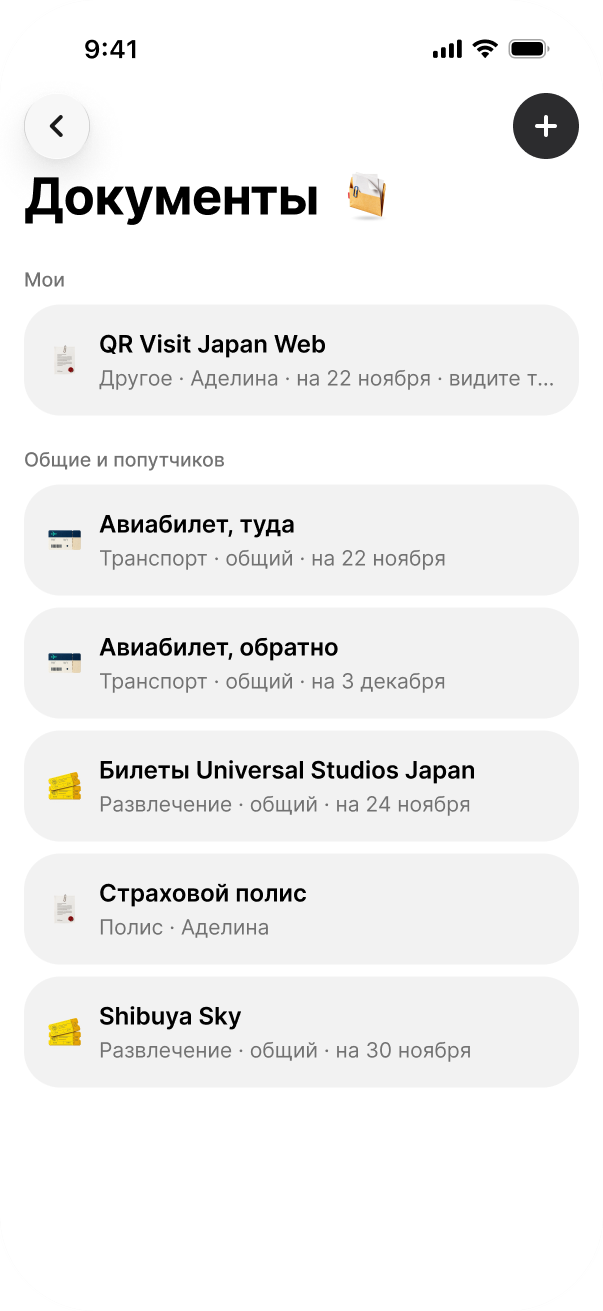 9:41
Документы
Мои
QR Visit Japan Web
Другое · Аделина · на 22 ноября · видите т...
Общие и попутчиков
Авиабилет, туда
Транспорт · общий · на 22 ноября
Авиабилет, обратно
Транспорт · общий · на 3 декабря
Билеты Universal Studios Japan
Развлечение · общий · на 24 ноября
Страховой полис
Полис · Аделина
Shibuya Sky
Развлечение · общий · на 30 ноября